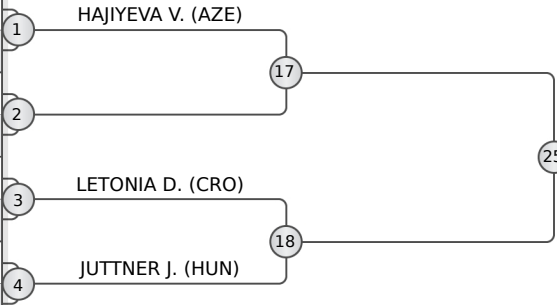 HAJIYEVA V. (AZE)
1
17
2
25
LETONIA D. (CRO)
3
18
JUTTNER J. (HUN)
4